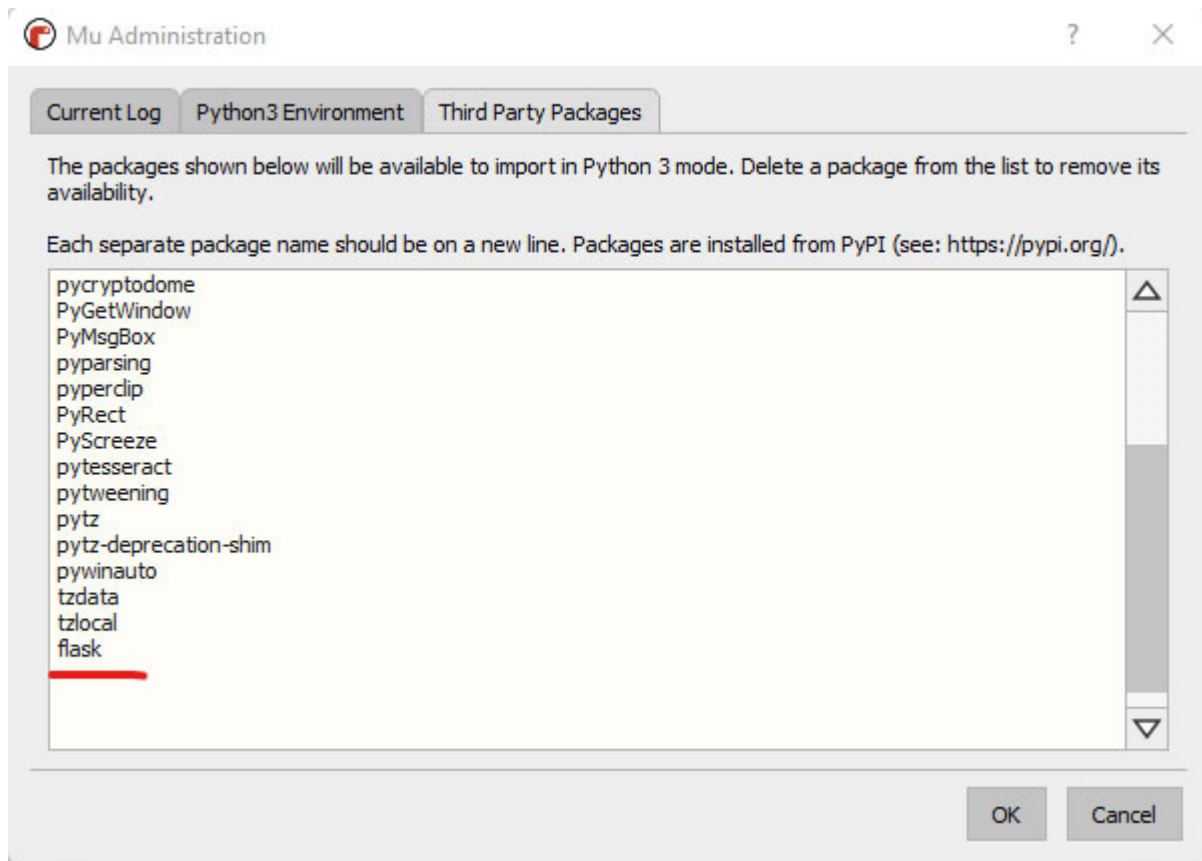 Mu Administration
Current Log
Python3 Environment
Third Party Packages
The packages shown below will be available to import in Python 3 mode. Delete a package from the list to remove its
availability.
Each separate package name should be on a new line. Packages are installed from PyPI (see: https://pypi.org/).
pycryptodome
PyGetWindow
PyMsgBox
pyparsing
pyperclip
PyRect
PyScreeze
pytesseract
pytweening
pytz
pytz-deprecation-shim
pywinauto
tzdata
tzlocal
flask
OK
Cancel